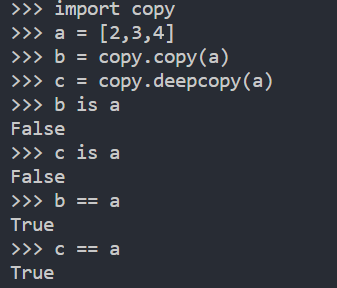 >>> import copy
>>> a = [2,3,4]
>>> b = copy.copy(a)
>>> c = copy.deepcopy(a)
>>> b is a
False
>>> c is a
False
>>> b == a
True
>>> c == a
True